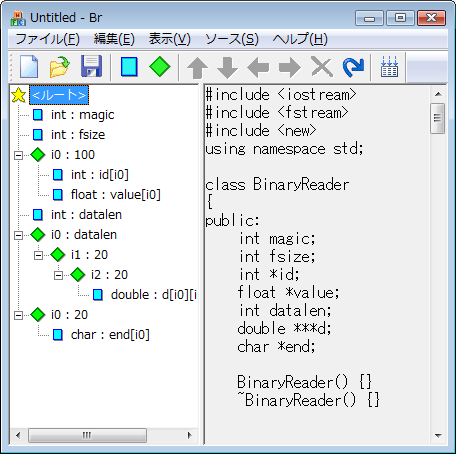 Untitled - Br
ファイル(F) 編集(E) 表示(V) ソース(S) ヘルプ(H)
<ルート>
int : magic
int : fsize
i0 : 100
int : id[i0]
float : value[i0]
int : datalen
i0 : datalen
i1 : 20
i2 : 20
double : d[i0][i
i0 : 20
char : end[i0]
#include <iostream>
#include <fstream>
#include <new>
using namespace std;
class BinaryReader
{
public:
int magic;
int fsize;
int *id;
float *value;
int datalen;
double ***d;
char *end;
BinaryReader() {}
~BinaryReader() {}